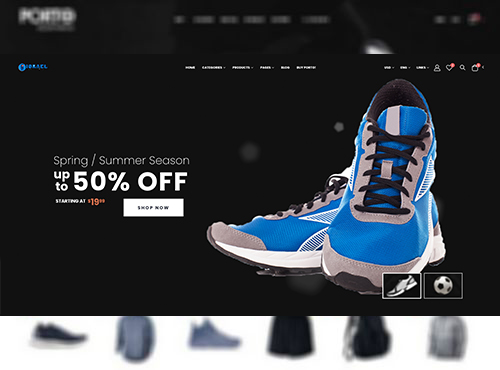 PORTO
HOME CATEGORIES PRODUCTS PAGES BLOG BUY PORTO! USD ENG LINKS
Spring / Summer Season
up to 50% OFF
STARTING AT $19.99 SHOP NOW